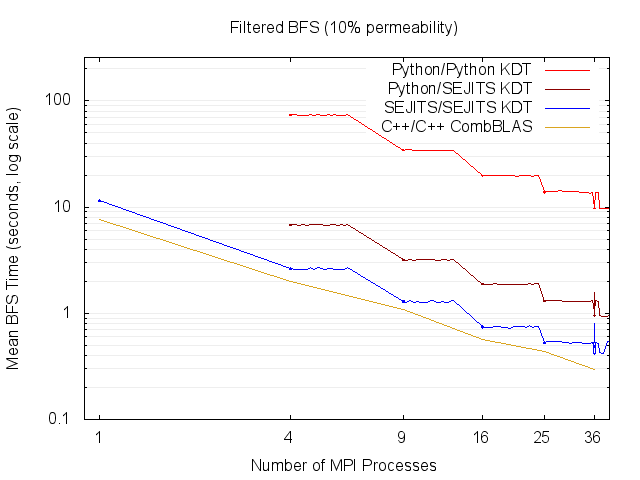 Filtered BFS (10% permeability)
Python/Python KDT
Python/SEJITS KDT
SEJITS/SEJITS KDT
C++/C++ CombBLAS
Mean BFS Time (seconds, log scale)
100
10
1
0.1
1 4 9 16 25 36
Number of MPI Processes